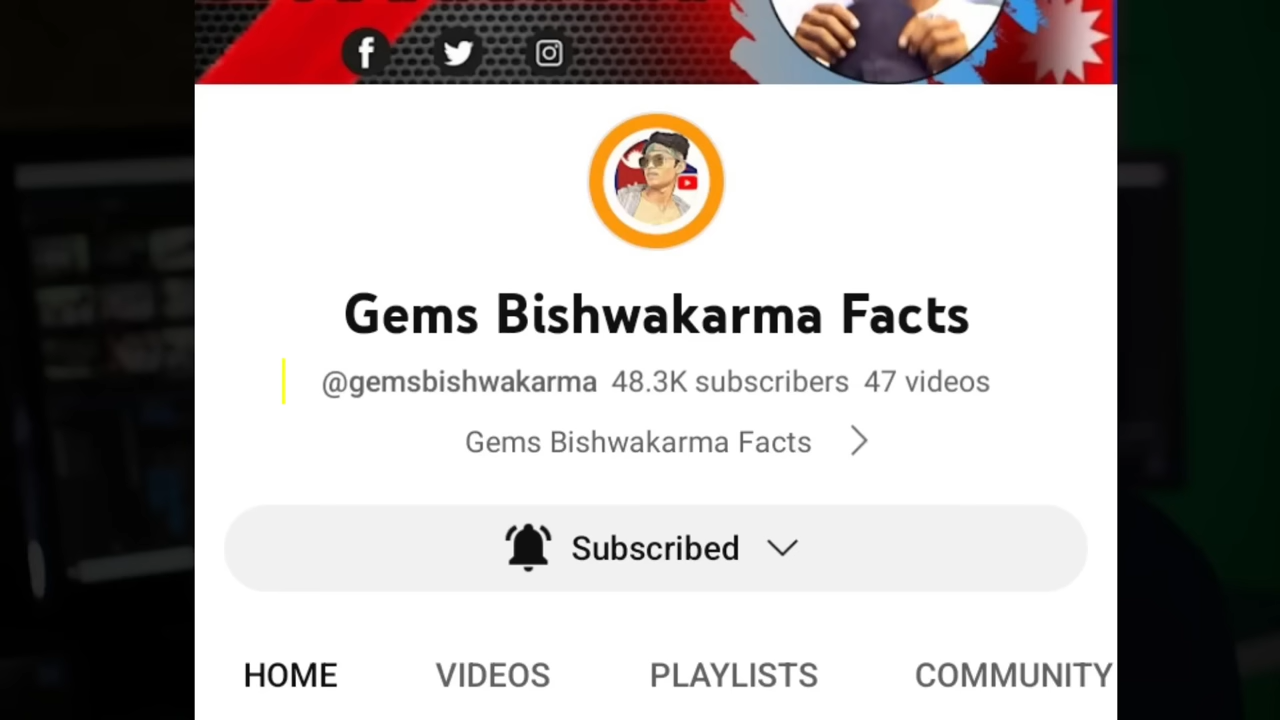 Gems Bishwakarma Facts
@gemsbishwakarma 48.3K subscribers 47 videos
Gems Bishwakarma Facts
Subscribed
HOME VIDEOS PLAYLISTS COMMUNITY